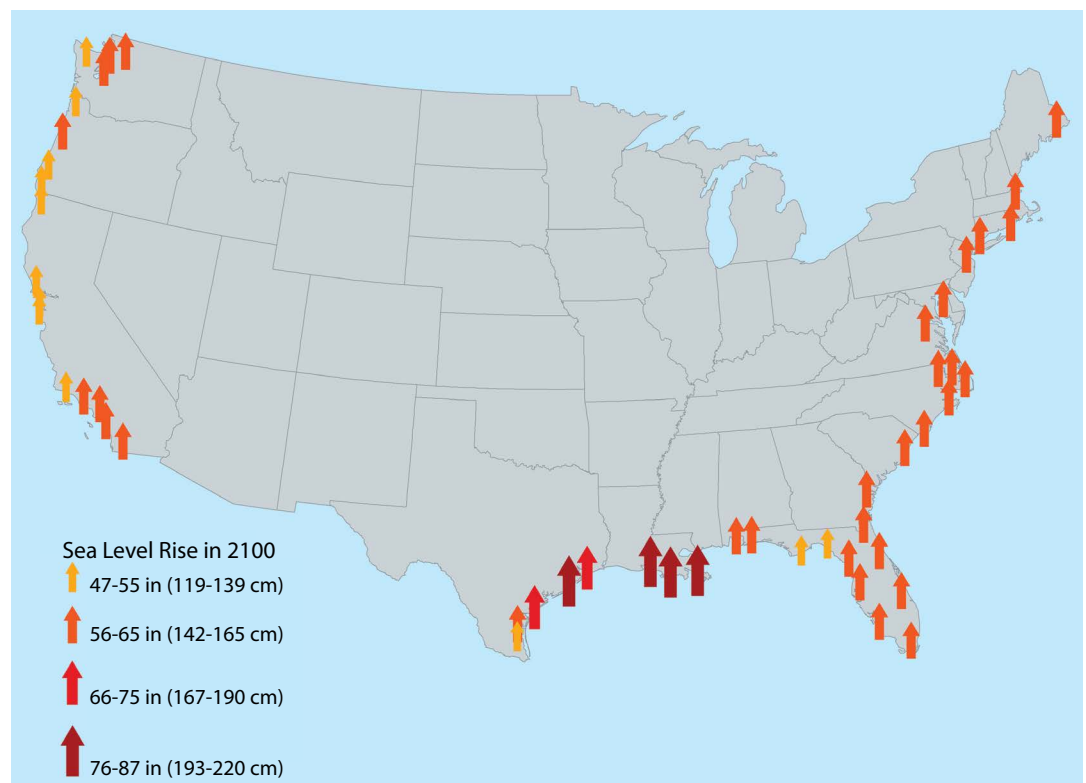 Sea Level Rise in 2100
47-55 in (119-139 cm)
56-65 in (142-165 cm)
66-75 in (167-190 cm)
76-87 in (193-220 cm)